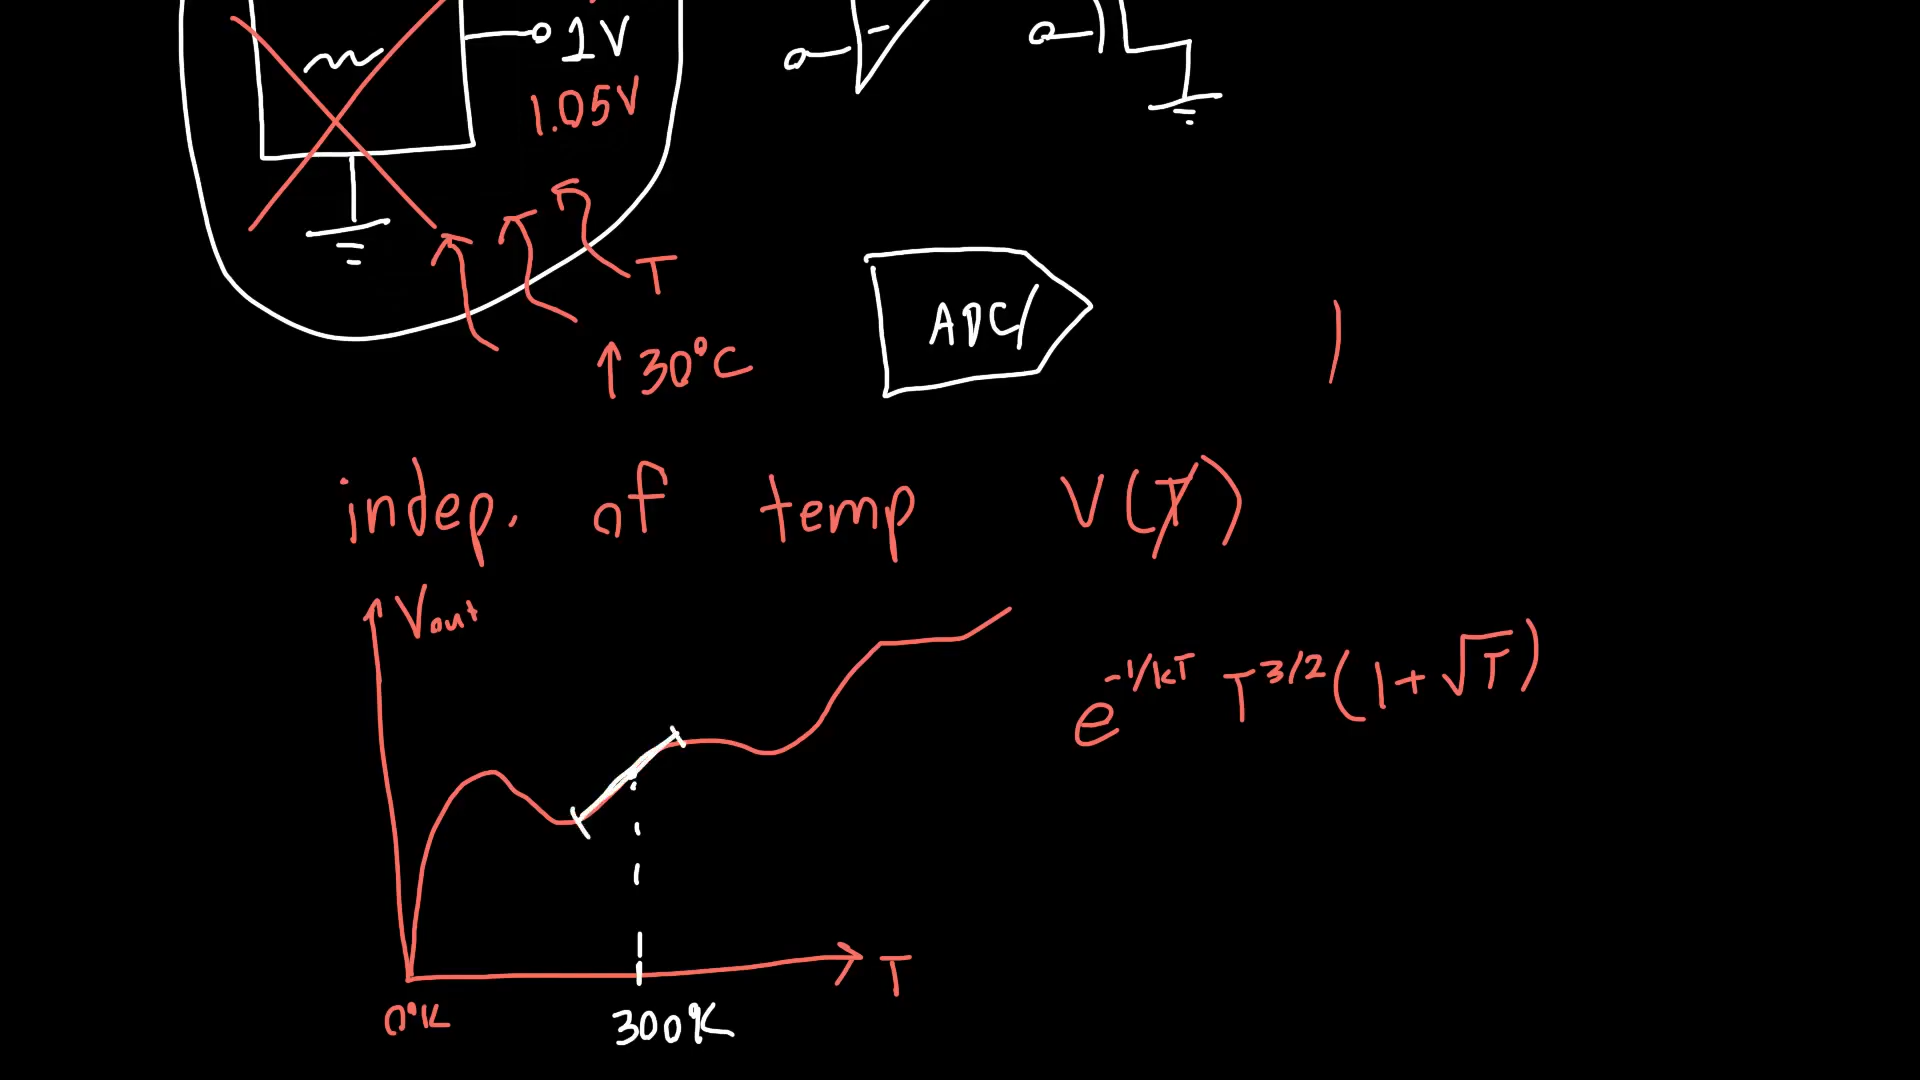 1V
1.05V
T
↑30°C
ADC
indep. of temp V(T)
Vout
e^{-1/kT} T^{3/2}(1+√T)
T
0°K
300°K